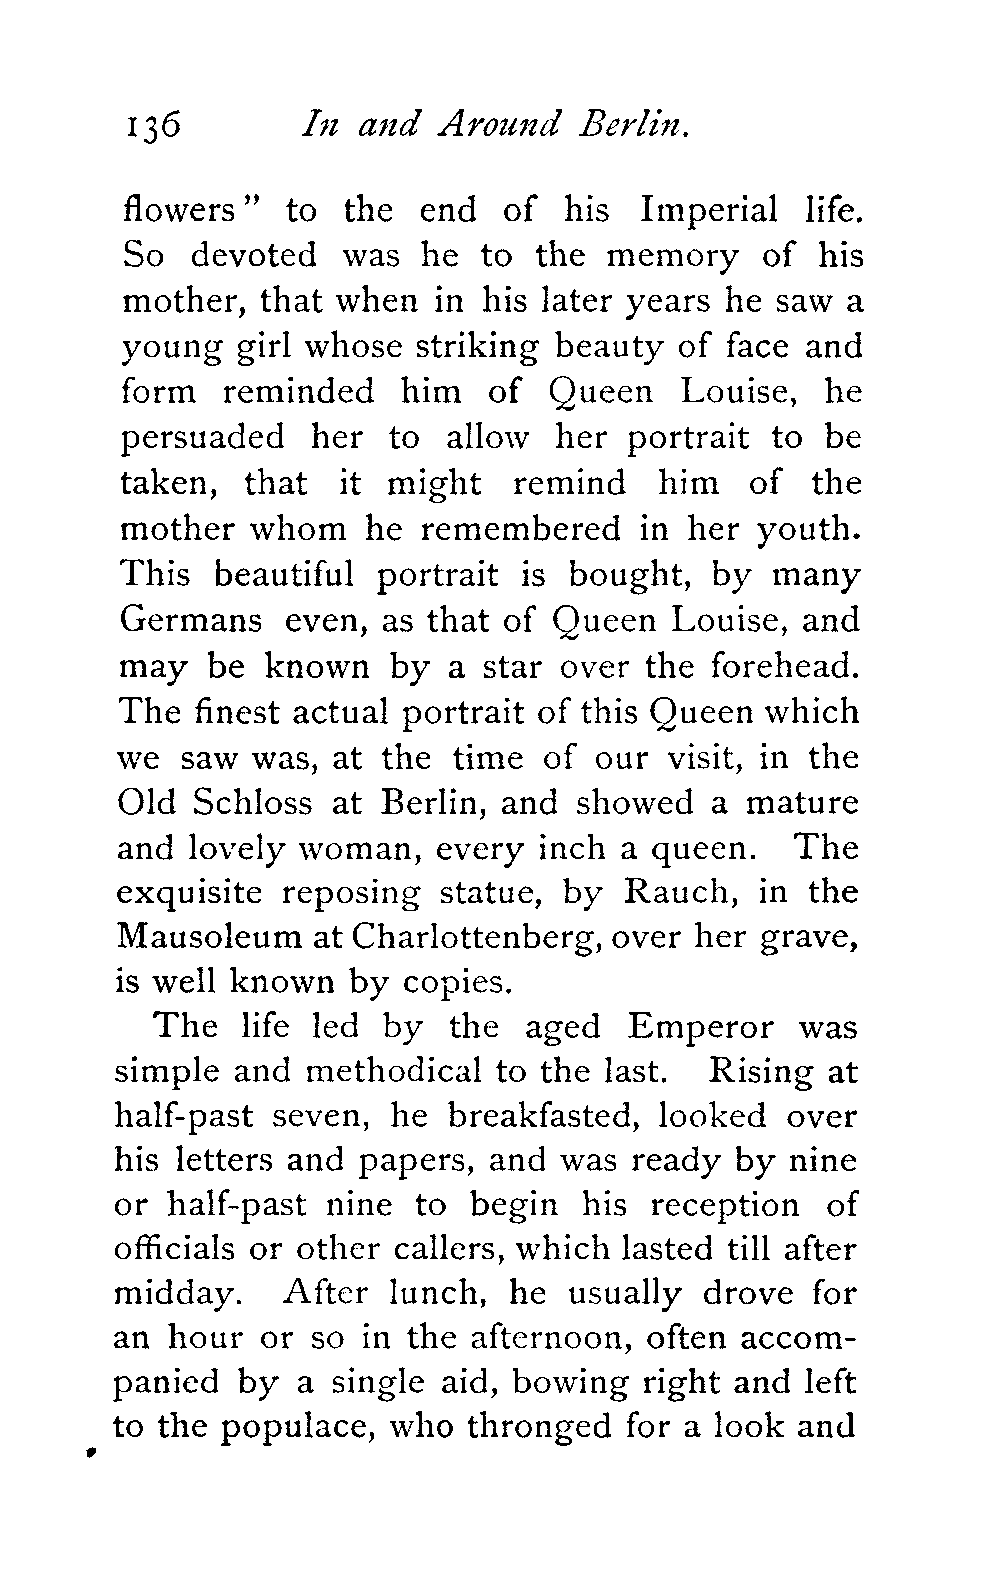 136 In and Around Berlin.
flowers" to the end of his Imperial life.
So devoted was he to the memory of his
mother, that when in his later years he saw a
young girl whose striking beauty of face and
form reminded him of Queen Louise, he
persuaded her to allow her portrait to be
taken, that it might remind him of the
mother whom he remembered in her youth.
This beautiful portrait is bought, by many
Germans even, as that of Queen Louise, and
may be known by a star over the forehead.
The finest actual portrait of this Queen which
we saw was, at the time of our visit, in the
Old Schloss at Berlin, and showed a mature
and lovely woman, every inch a queen. The
exquisite reposing statue, by Rauch, in the
Mausoleum at Charlottenberg, over her grave,
is well known by copies.
The life led by the aged Emperor was
simple and methodical to the last. Rising at
half-past seven, he breakfasted, looked over
his letters and papers, and was ready by nine
or half-past nine to begin his reception of
officials or other callers, which lasted till after
midday. After lunch, he usually drove for
an hour or so in the afternoon, often accom-
panied by a single aid, bowing right and left
to the populace, who thronged for a look and